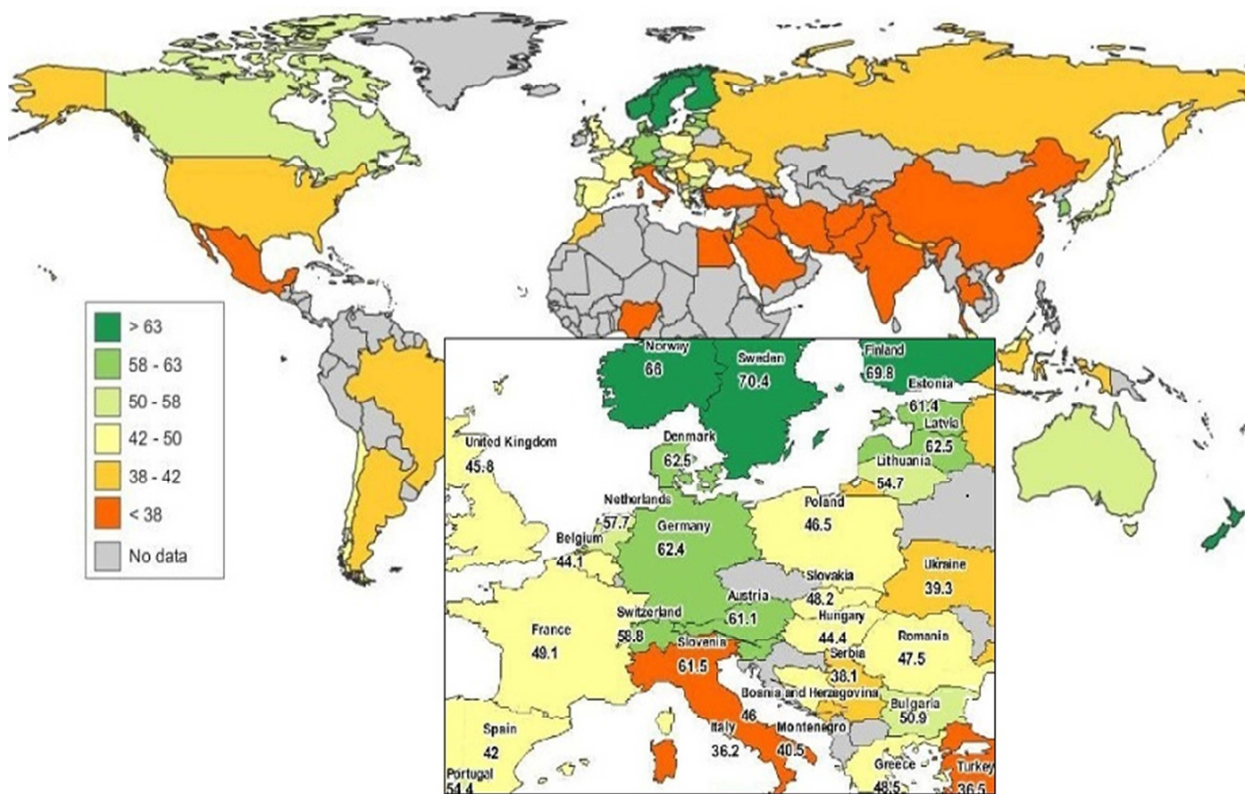 > 63
58 - 63
50 - 58
42 - 50
38 - 42
< 38
No data
Norway
66
Sweden
70.4
Finland
69.8
Estonia
61.4
Latvia
62.5
Denmark
62.5
Lithuania
54.7
United Kingdom
45.8
Netherlands
57.7
Germany
62.4
Poland
46.5
Belgium
44.1
Ukraine
39.3
Slovakia
48.2
Austria
61.1
Hungary
44.4
Switzerland
58.8
France
49.1
Slovenia
61.5
Romania
47.5
Serbia
38.1
Bosnia and Herzegovina
46
Bulgaria
50.9
Spain
42
Italy
36.2
Montenegro
40.5
Greece
48.5
Turkey
36.5
Portugal
54.4